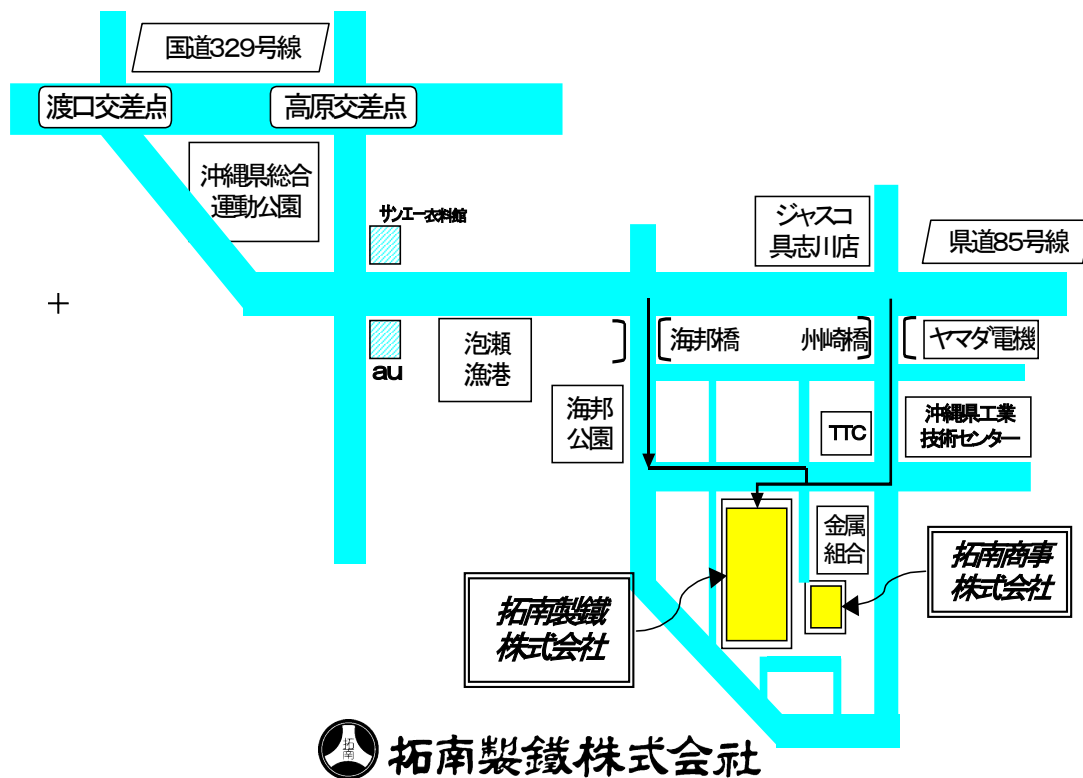 国道329号線
渡口交差点
高原交差点
沖縄県総合
運動公園
サンエー衣料館
ジャスコ
具志川店
県道85号線
au
泡瀬
漁港
海邦橋
州崎橋
ヤマダ電機
海邦
公園
TTC
沖縄県工業
技術センター
金属
組合
拓南商事
株式会社
拓南製鐵
株式会社
拓南
拓南製鐵株式会社